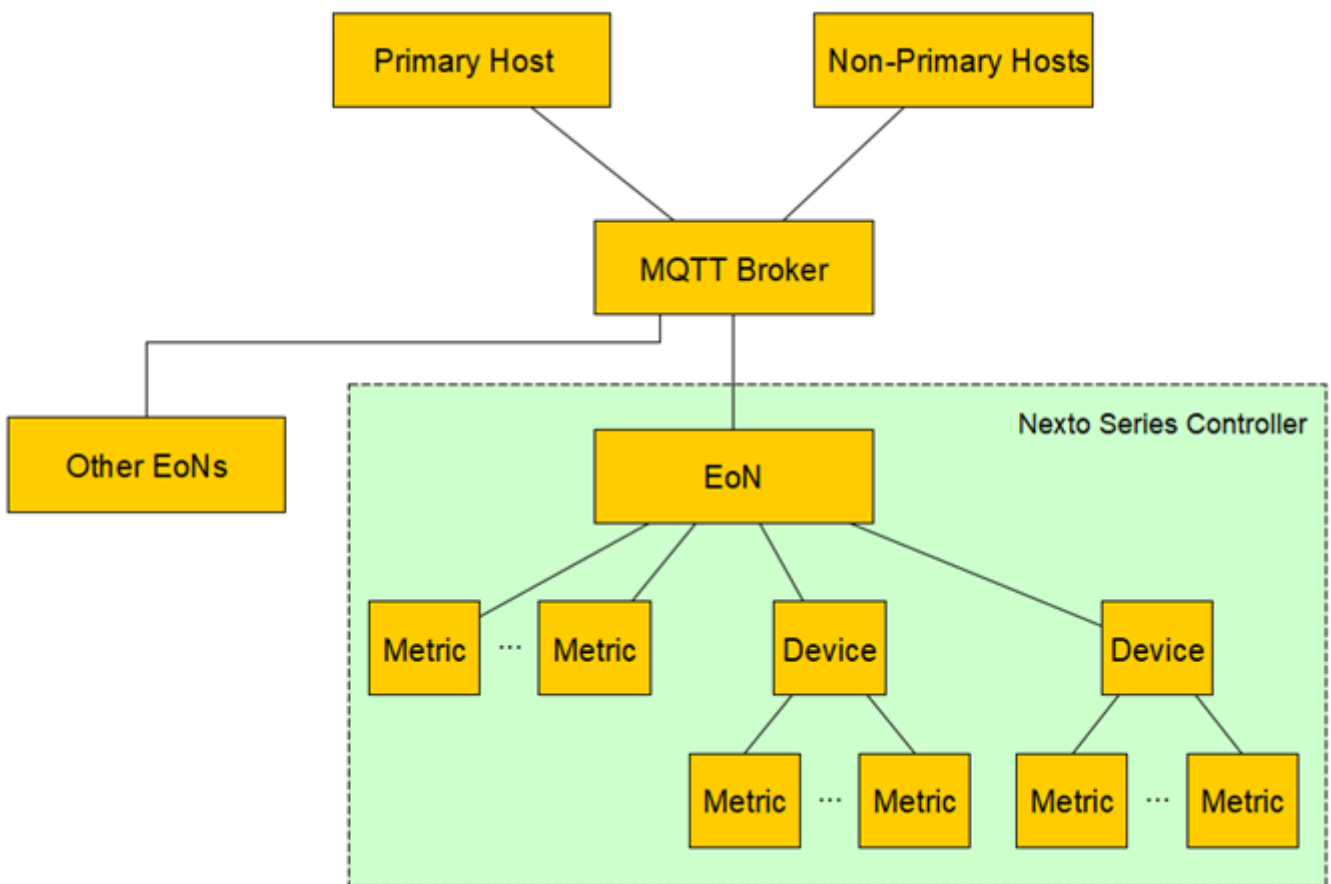 Primary Host
Non-Primary Hosts
MQTT Broker
Nexto Series Controller
Other EoNs
EoN
Metric ... Metric Device Device
Metric ... Metric Metric ... Metric